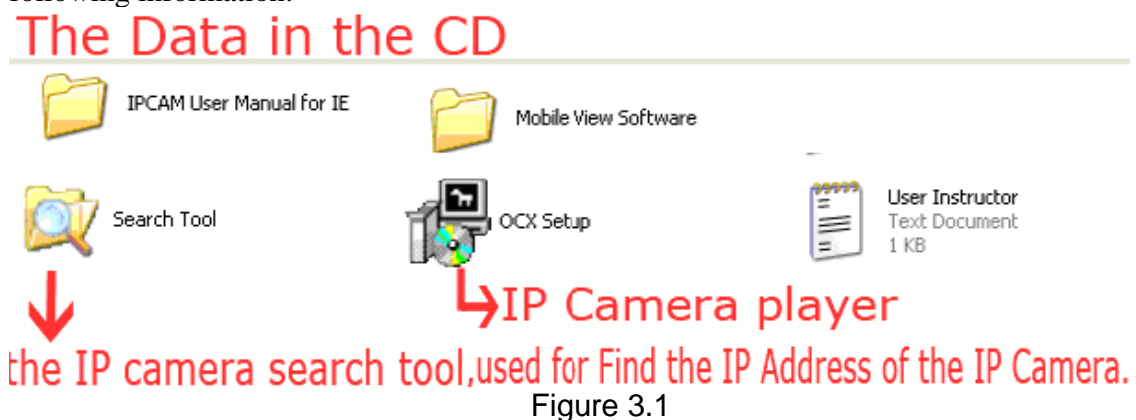 The Data in the CD
IPCAM User Manual for IE
Mobile View Software
Search Tool
OCX Setup
User Instructor
Text Document
1 KB
IP Camera player
the IP camera search tool,used for Find the IP Address of the IP Camera.
Figure 3.1